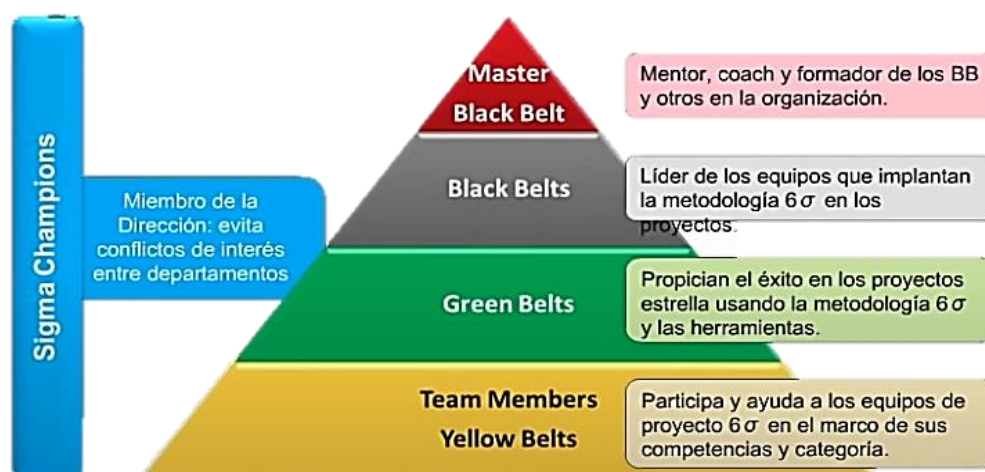 Sigma Champions
Miembro de la
Dirección: evita
conflictos de interés
entre departamentos
Master
Black Belt
Mentor, coach y formador de los BB
y otros en la organización.
Black Belts
Líder de los equipos que implantan
la metodología 6σ en los
proyectos.
Green Belts
Propician el éxito en los proyectos
estrella usando la metodología 6σ
y las herramientas.
Team Members
Yellow Belts
Participa y ayuda a los equipos de
proyecto 6σ en el marco de sus
competencias y categoría.